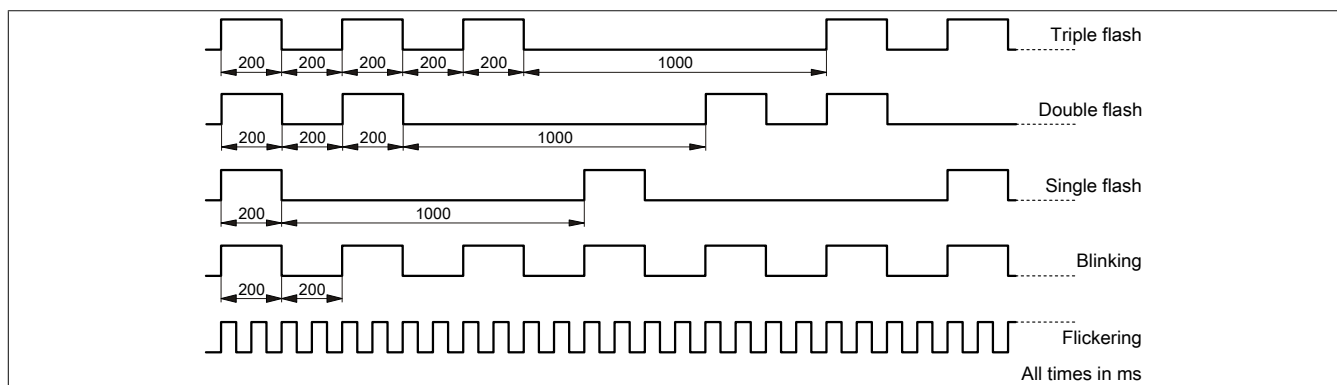 Triple flash
200 200 200 200 200 1000
Double flash
200 200 200 1000
Single flash
200 1000
Blinking
200 200
Flickering
All times in ms